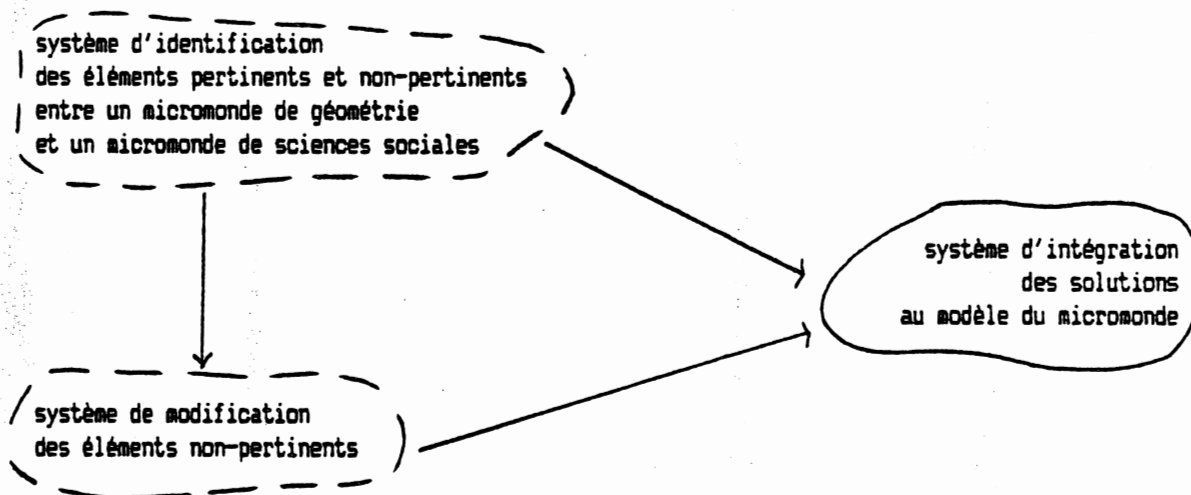 système d'identification
des éléments pertinents et non-pertinents
entre un micromonde de géométrie
et un micromonde de sciences sociales
système d'intégration
des solutions
au modèle du micromonde
système de modification
des éléments non-pertinents